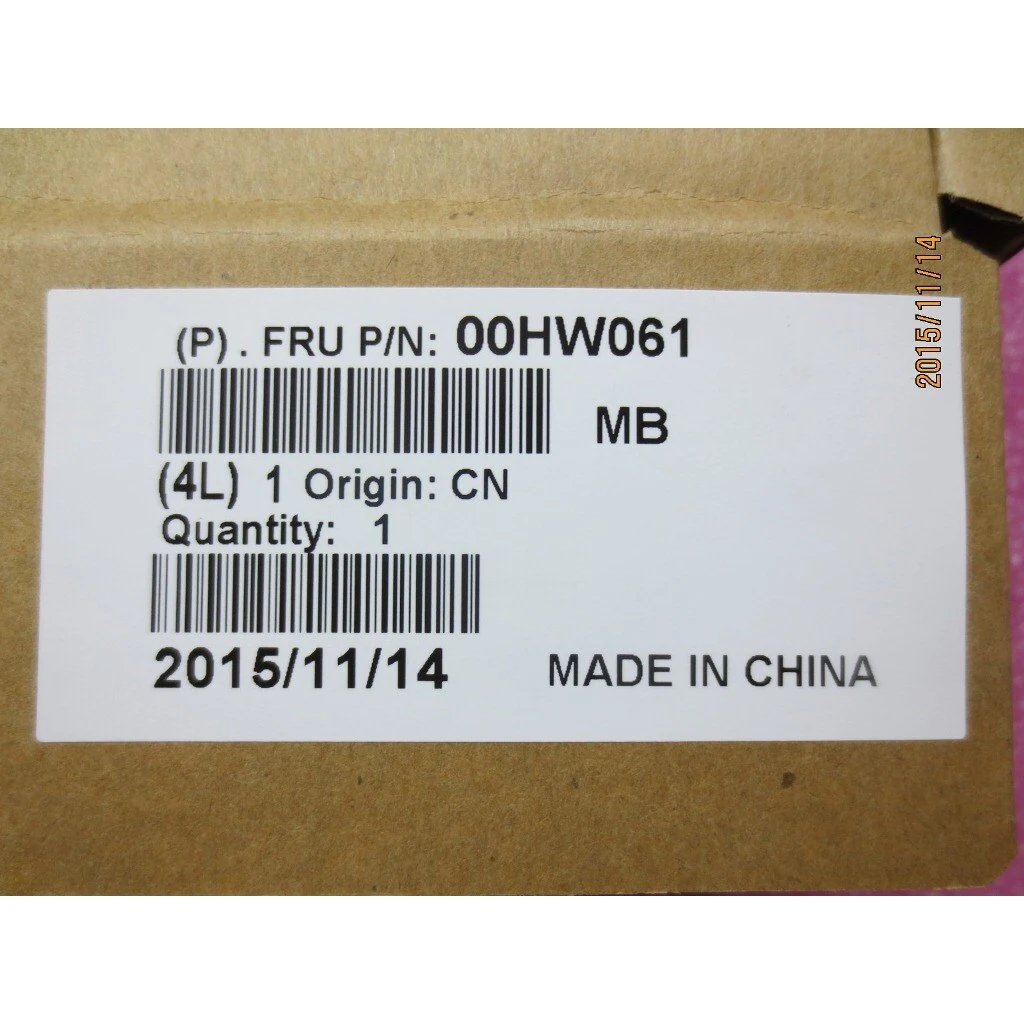 (P) . FRU P/N: 00HW061
MB
(4L) 1 Origin: CN
Quantity: 1
2015/11/14
MADE IN CHINA
2015/11/14